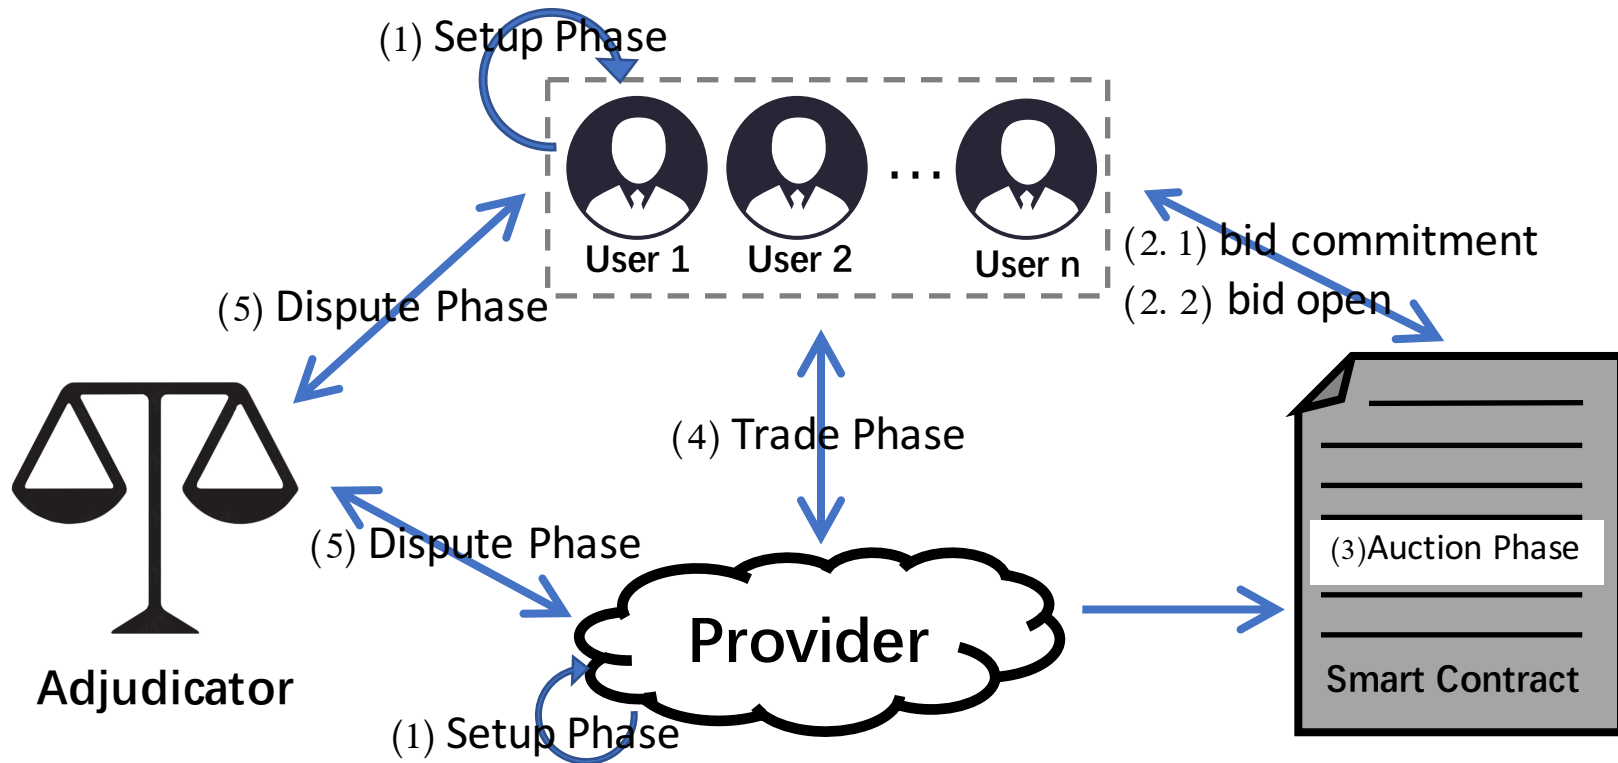 (1) Setup Phase
...
User 1
User 2
User n
(2. 1) bid commitment
(2. 2) bid open
(5) Dispute Phase
(4) Trade Phase
(5) Dispute Phase
(3)Auction Phase
Provider
Smart Contract
Adjudicator
(1) Setup Phase